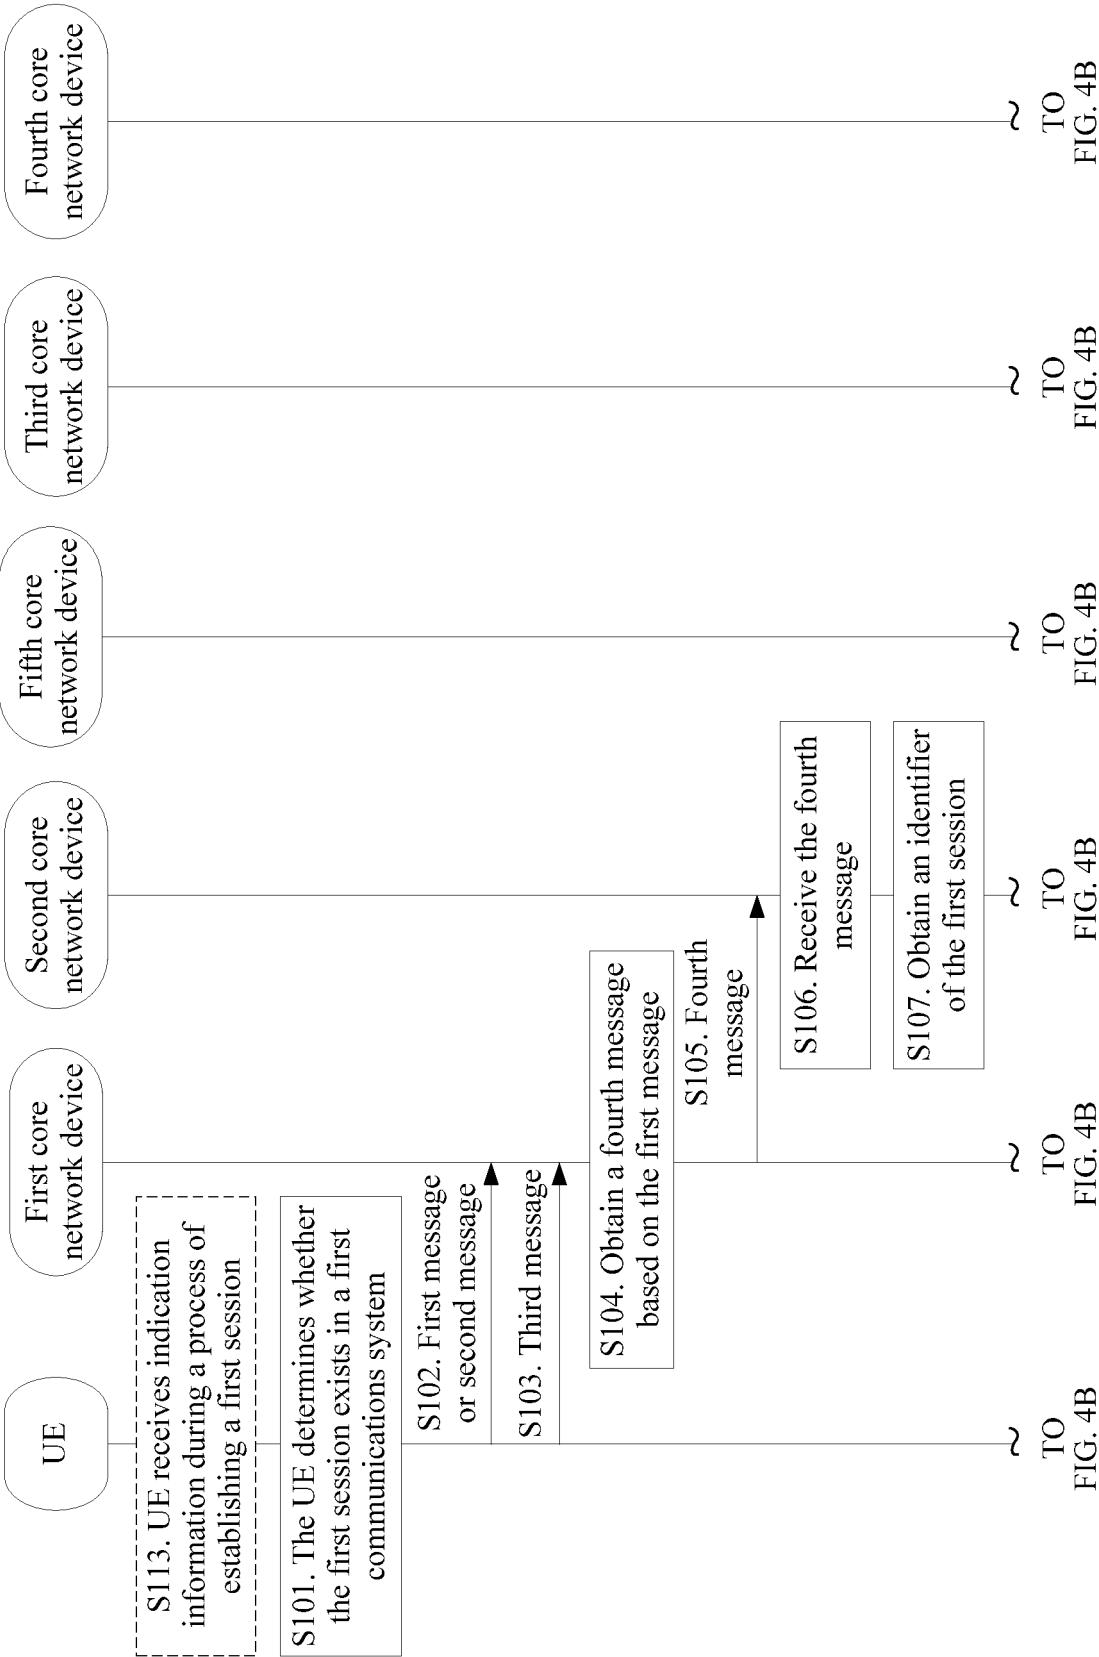 UE
First core
network device
Second core
network device
Fifth core
network device
Third core
network device
Fourth core
network device
S113. UE receives indication
information during a process of
establishing a first session
S101. The UE determines whether
the first session exists in a first
communications system
S102. First message
or second message
S103. Third message
S104. Obtain a fourth message
based on the first message
S105. Fourth
message
S106. Receive the fourth
message
S107. Obtain an identifier
of the first session
TO
FIG. 4B
TO
FIG. 4B
TO
FIG. 4B
TO
FIG. 4B
TO
FIG. 4B
TO
FIG. 4B